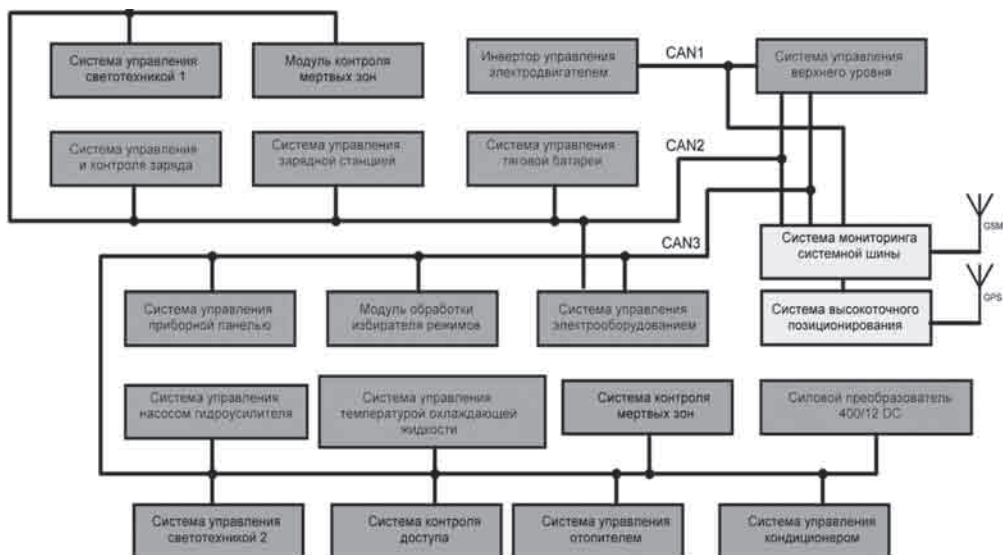 Система управления
светотехникой 1
Модуль контроля
мертвых зон
Инвертор управления
электродвигателем
CAN1
Система управления
верхнего уровня
Система управления
и контроля заряда
Система управления
зарядной станцией
Система управления
тяговой батареи
CAN2
CAN3
Система мониторинга
системной шины
GSM
Система управления
приборной панелью
Модуль обработки
избирателя режимов
Система управления
электрооборудованием
Система высокоточного
позиционирования
GPS
Система управления
насосом гидроусилителя
Система управления
температурой охлаждающей
жидкости
Система контроля
мертвых зон
Силовой преобразователь
400/12 DC
Система управления
светотехникой 2
Система контроля
доступа
Система управления
отопителем
Система управления
кондиционером